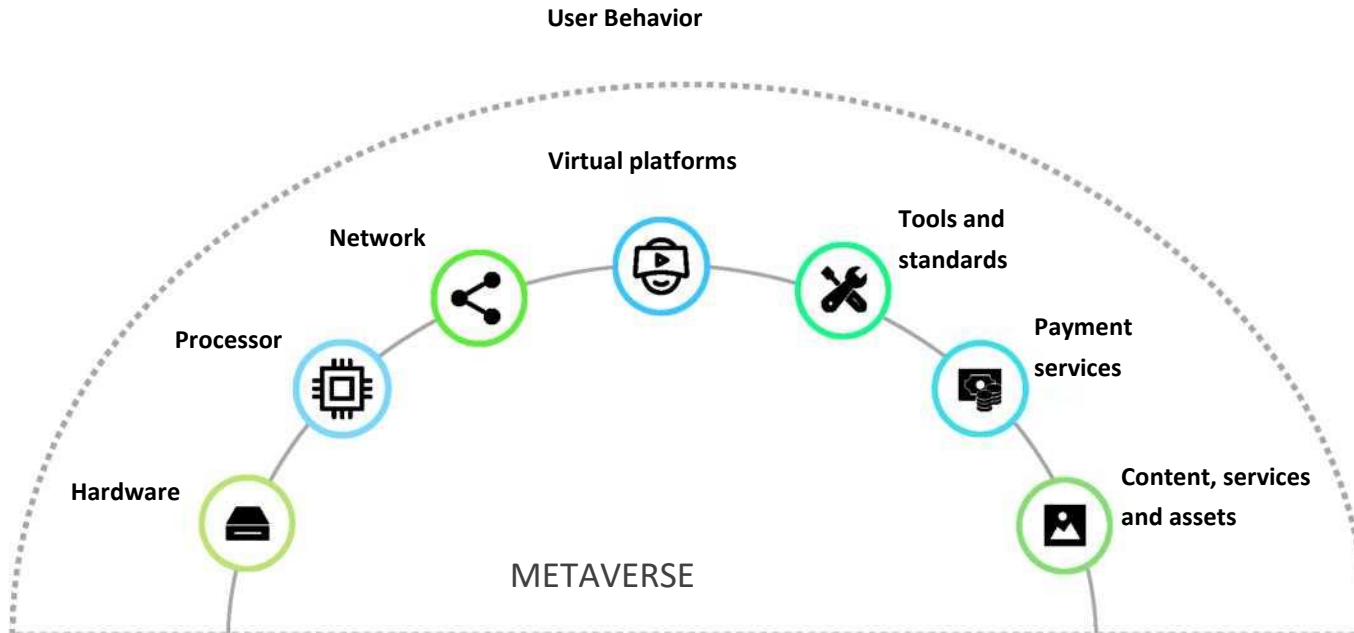 User Behavior
Virtual platforms
Network
Tools and
standards
Processor
Payment
services
Hardware
Content, services
and assets
METAVERSE